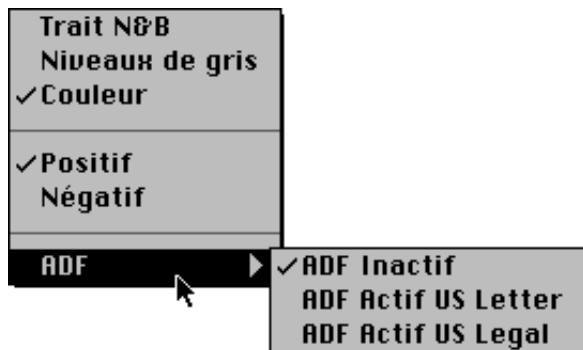 Trait N&B
Niveaux de gris
Couleur
Positif
Négatif
ADF
ADF Inactif
ADF Actif US Letter
ADF Actif US Legal